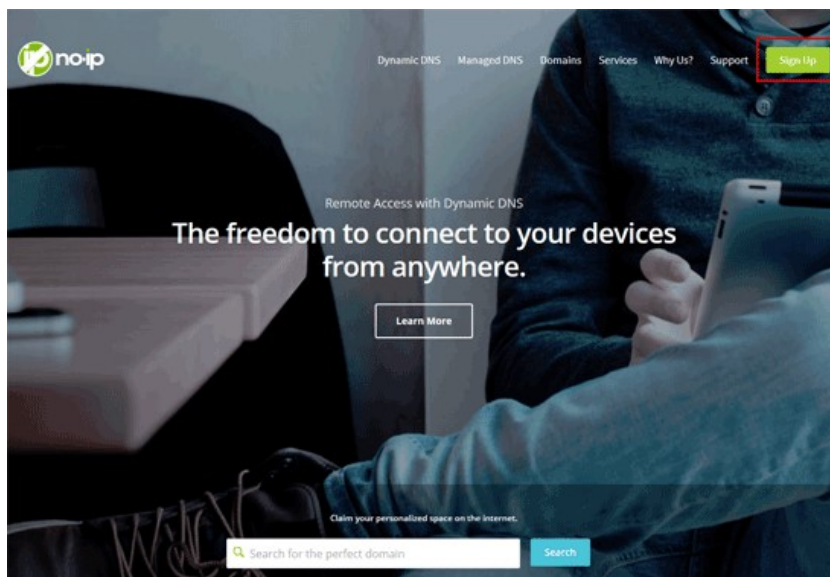 no-ip
Dynamic DNS Managed DNS Domains Services Why Us? Support Sign Up
Remote Access with Dynamic DNS
The freedom to connect to your devices
from anywhere.
Learn More
Claim your personalized space on the internet.
Search for the perfect domain Search